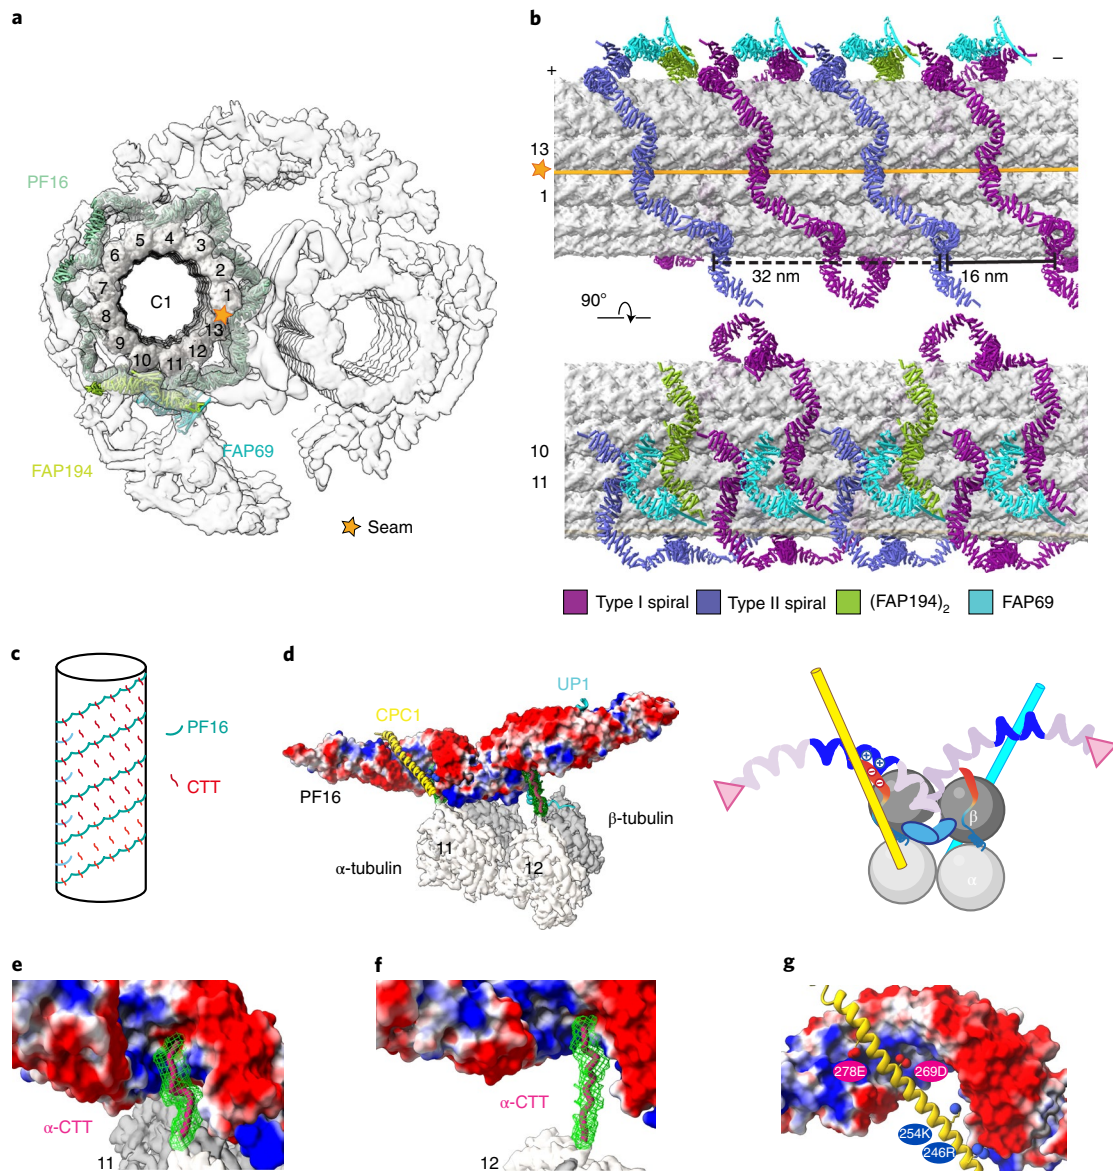 a
PF16
5
4
3
6
2
7
C1
1
8
13
9
12
10
11
FAP69
FAP194
Seam
b
+
–
13
1
32 nm
16 nm
90°
10
11
Type I spiral
Type II spiral
(FAP194)2
FAP69
c
PF16
CTT
d
UP1
CPC1
PF16
β-tubulin
11
α-tubulin
12
+
+
–
–
β
α
e
α-CTT
11
f
α-CTT
12
g
278E
269D
254K
246R